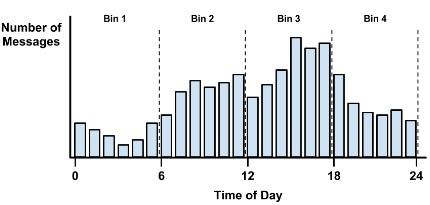 Bin 1 Bin 2 Bin 3 Bin 4
Number of
Messages
0 6 12 18 24
Time of Day